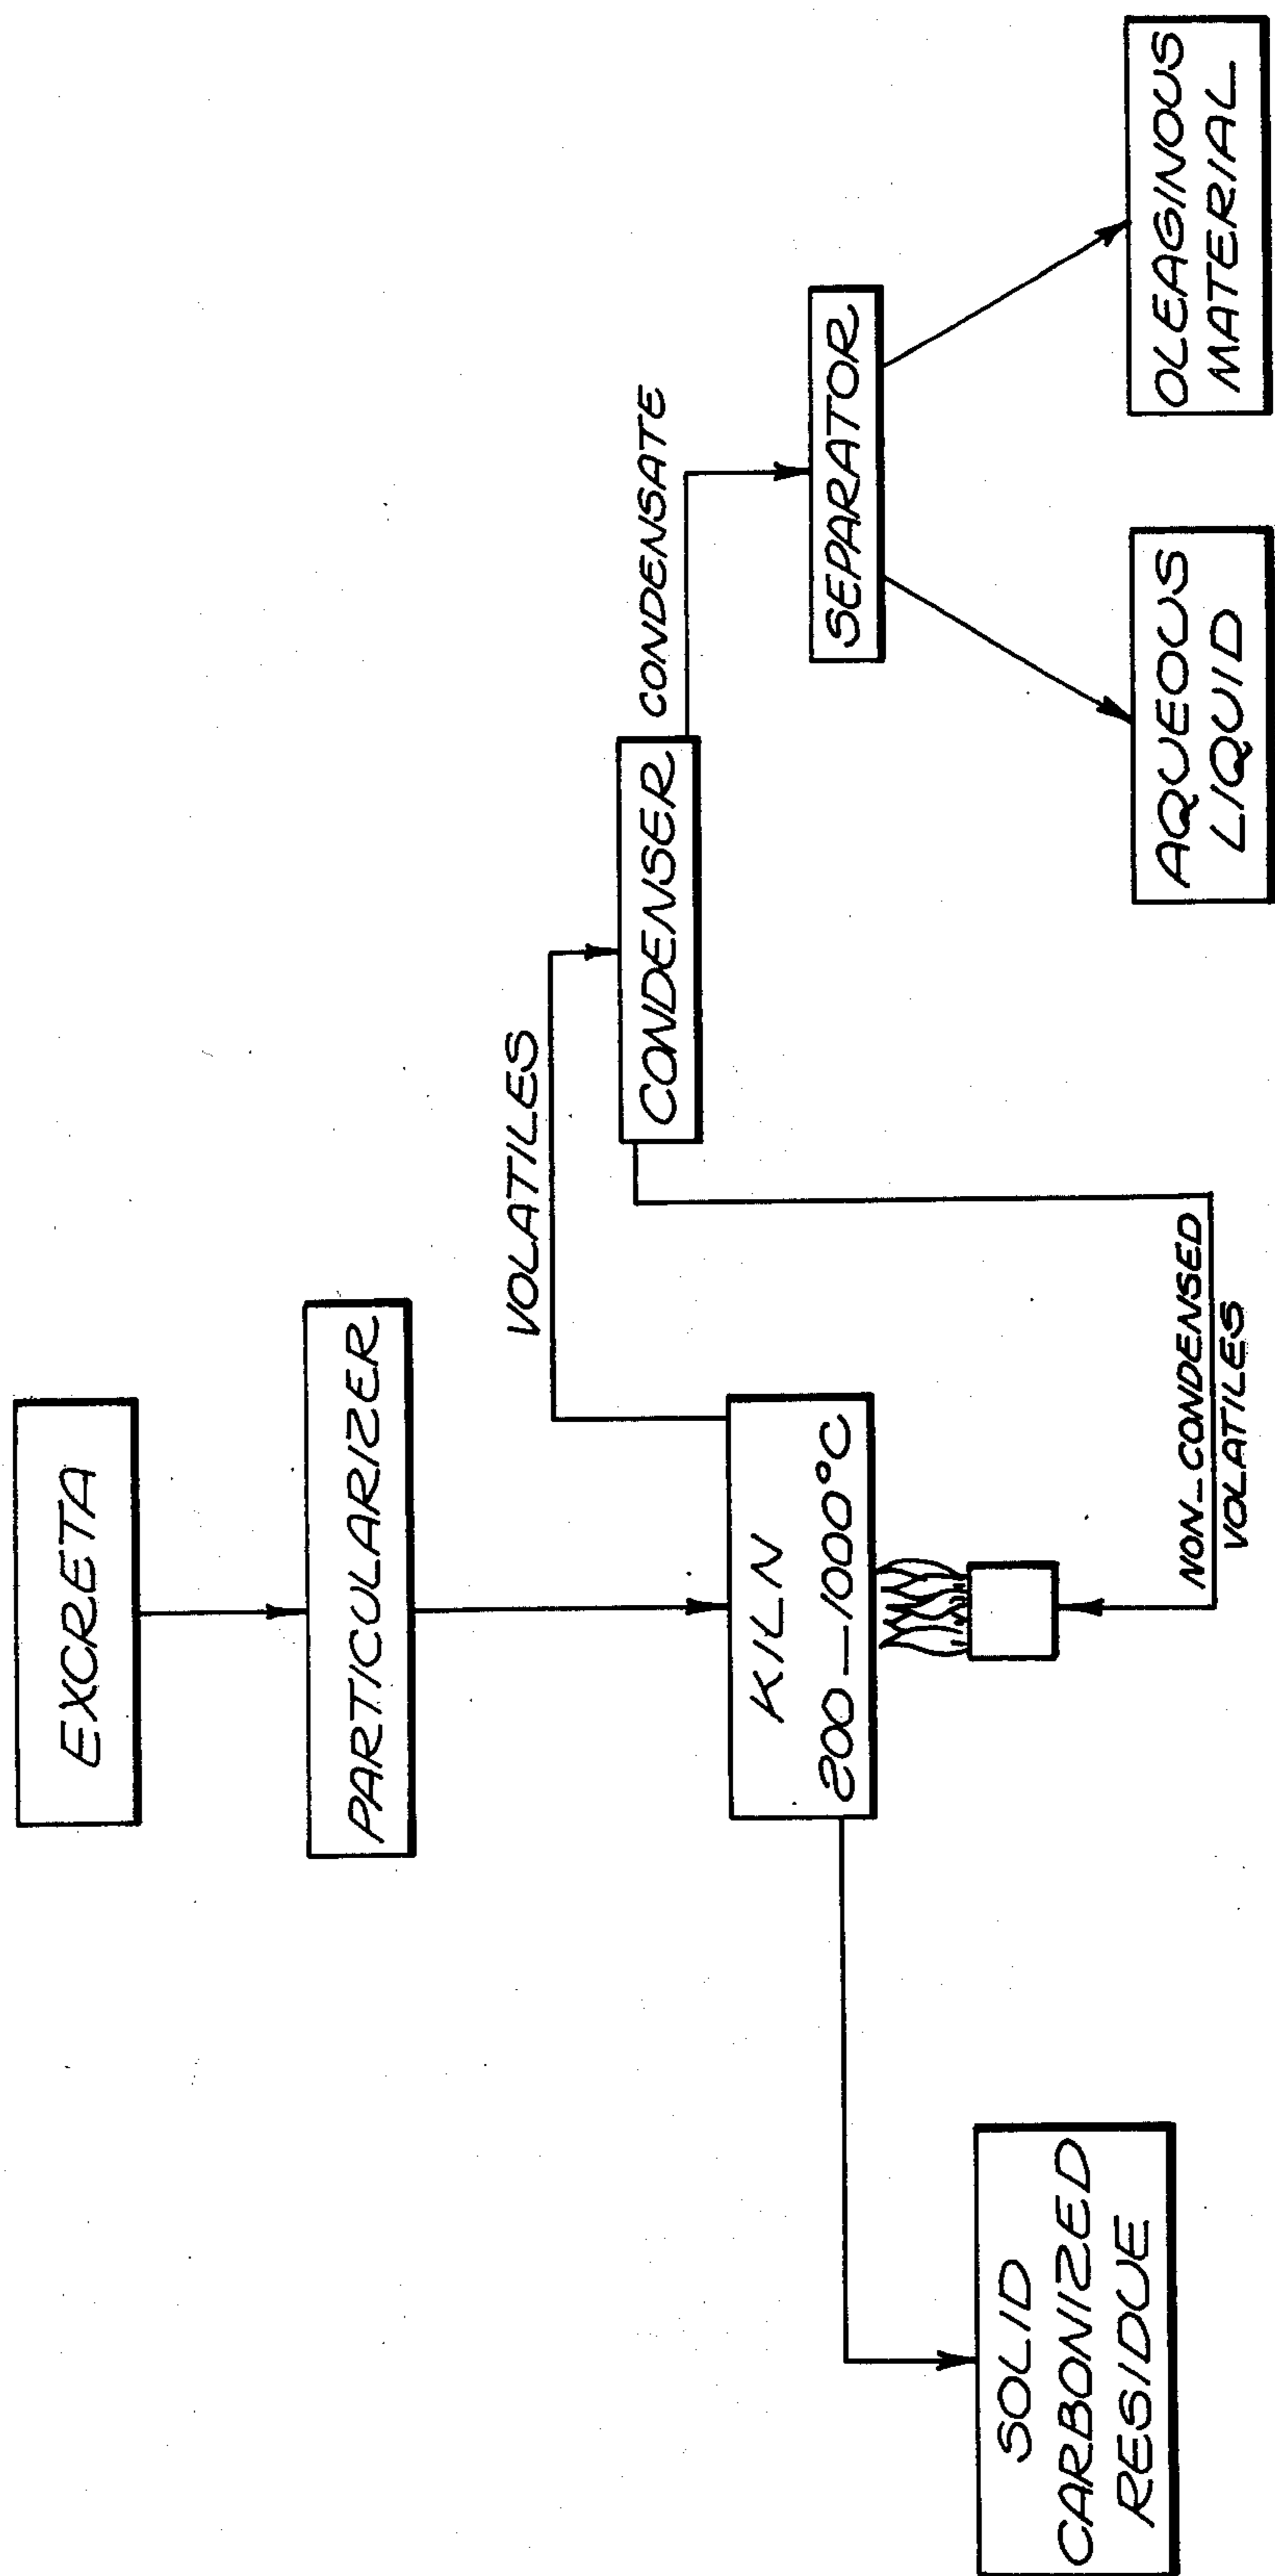 EXCRETA
PARTICULARIZER
KILN
200–1000°C
VOLATILES
CONDENSER
CONDENSATE
SEPARATOR
NON-CONDENSED
VOLATILES
SOLID
CARBONIZED
RESIDUE
AQUEOUS
LIQUID
OLEAGINOUS
MATERIAL